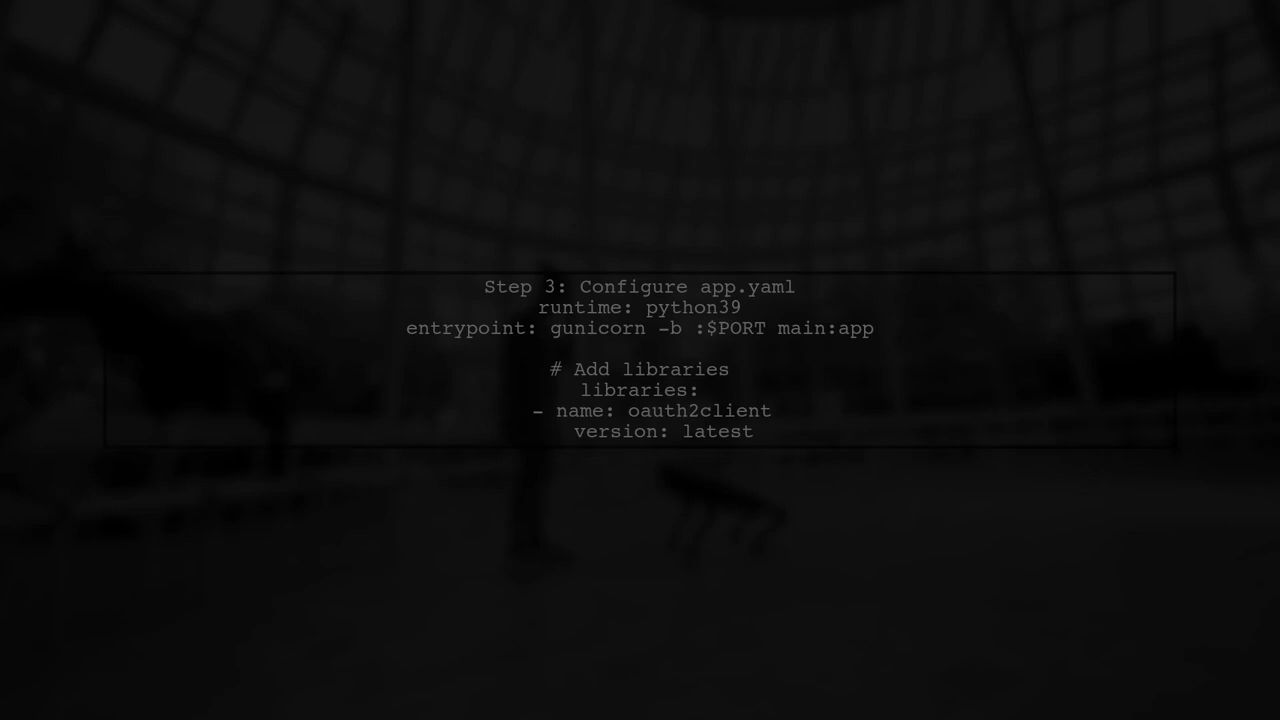 Step 3: Configure app.yaml
runtime: python39
entrypoint: gunicorn -b :$PORT main:app
# Add libraries
libraries:
- name: oauth2client
version: latest